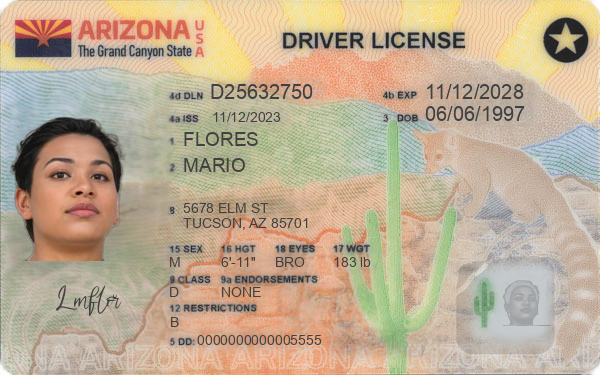 ARIZONA USA
The Grand Canyon State
DRIVER LICENSE
4d DLN D25632750
4b EXP 11/12/2028
4a ISS 11/12/2023
3 DOB 06/06/1997
1 FLORES
2 MARIO
8 5678 ELM ST
TUCSON, AZ 85701
15 SEX 16 HGT 18 EYES 17 WGT
M 6'-11" BRO 183 lb
9 CLASS 9a ENDORSEMENTS
D NONE
12 RESTRICTIONS
B
5 DD: 0000000000005555
ARIZONA ARIZONA ARIZONA ARIZONA